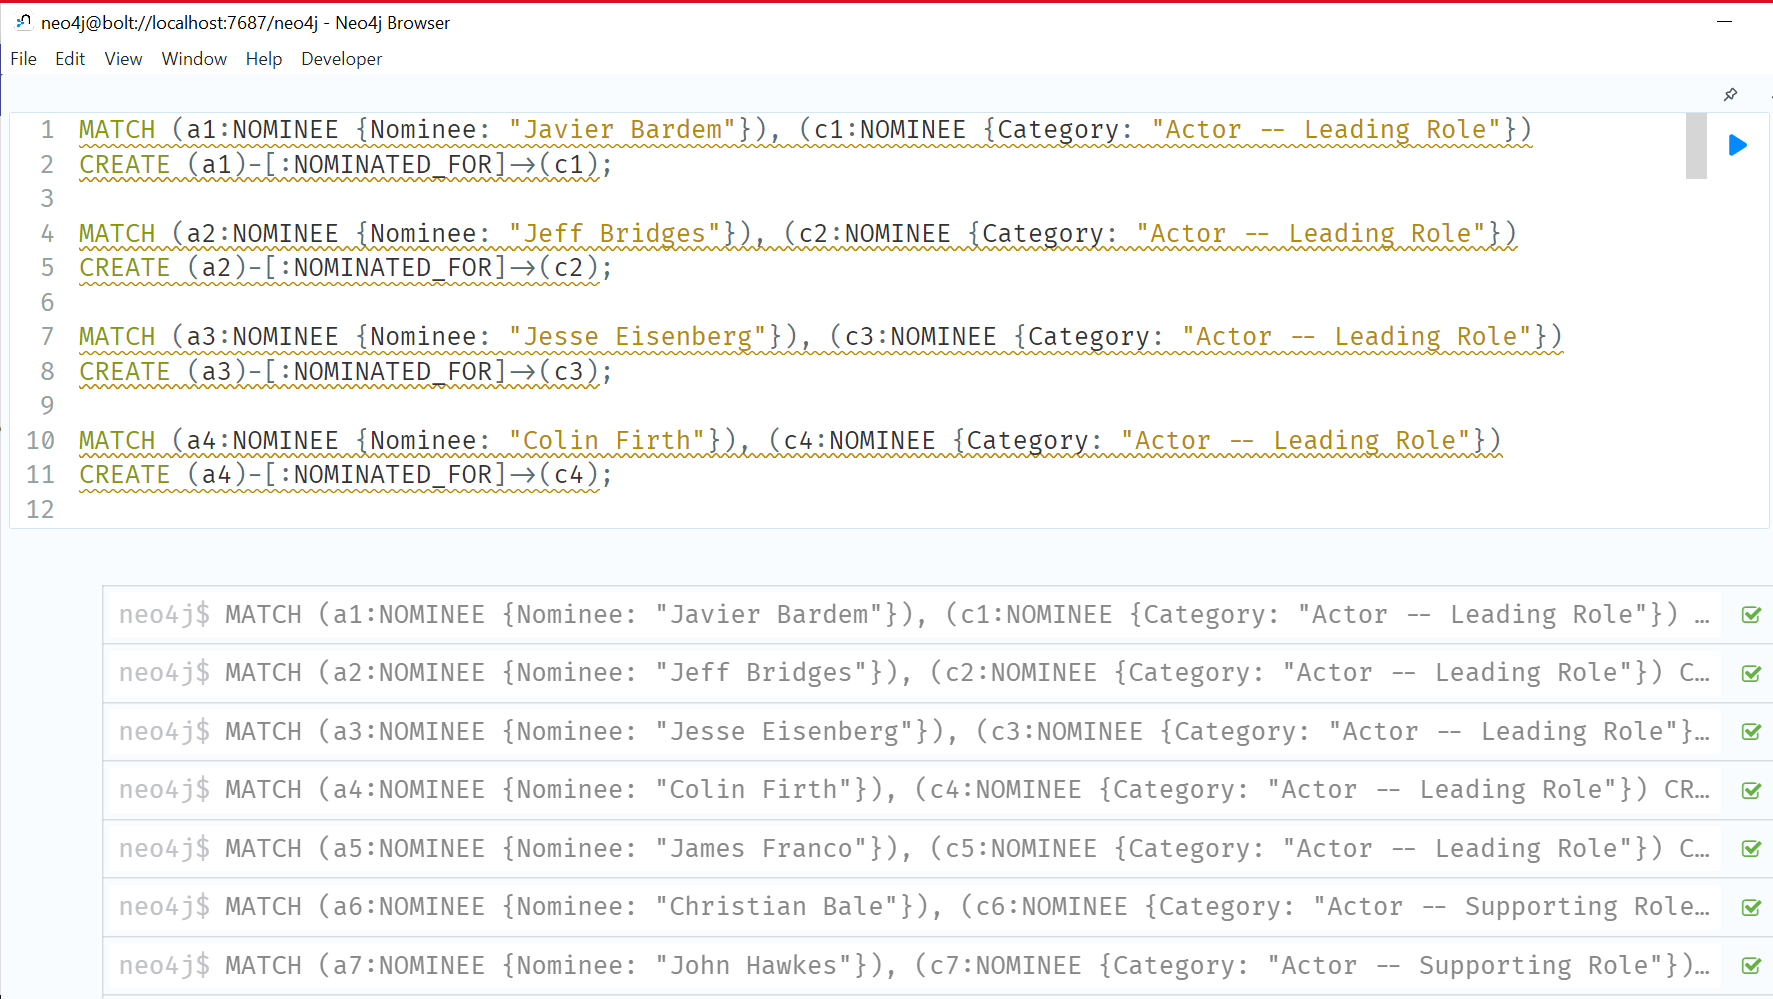 neo4j@bolt://localhost:7687/neo4j - Neo4j Browser
File Edit View Window Help Developer
1 MATCH (a1:NOMINEE {Nominee: "Javier Bardem"}), (c1:NOMINEE {Category: "Actor -- Leading Role"})
2 CREATE (a1)-[:NOMINATED_FOR]->(c1);
3
4 MATCH (a2:NOMINEE {Nominee: "Jeff Bridges"}), (c2:NOMINEE {Category: "Actor -- Leading Role"})
5 CREATE (a2)-[:NOMINATED_FOR]->(c2);
6
7 MATCH (a3:NOMINEE {Nominee: "Jesse Eisenberg"}), (c3:NOMINEE {Category: "Actor -- Leading Role"})
8 CREATE (a3)-[:NOMINATED_FOR]->(c3);
9
10 MATCH (a4:NOMINEE {Nominee: "Colin Firth"}), (c4:NOMINEE {Category: "Actor -- Leading Role"})
11 CREATE (a4)-[:NOMINATED_FOR]->(c4);
12
neo4j$ MATCH (a1:NOMINEE {Nominee: "Javier Bardem"}), (c1:NOMINEE {Category: "Actor -- Leading Role"}) …
neo4j$ MATCH (a2:NOMINEE {Nominee: "Jeff Bridges"}), (c2:NOMINEE {Category: "Actor -- Leading Role"}) C…
neo4j$ MATCH (a3:NOMINEE {Nominee: "Jesse Eisenberg"}), (c3:NOMINEE {Category: "Actor -- Leading Role"}…
neo4j$ MATCH (a4:NOMINEE {Nominee: "Colin Firth"}), (c4:NOMINEE {Category: "Actor -- Leading Role"}) CR…
neo4j$ MATCH (a5:NOMINEE {Nominee: "James Franco"}), (c5:NOMINEE {Category: "Actor -- Leading Role"}) C…
neo4j$ MATCH (a6:NOMINEE {Nominee: "Christian Bale"}), (c6:NOMINEE {Category: "Actor -- Supporting Role…
neo4j$ MATCH (a7:NOMINEE {Nominee: "John Hawkes"}), (c7:NOMINEE {Category: "Actor -- Supporting Role"})…